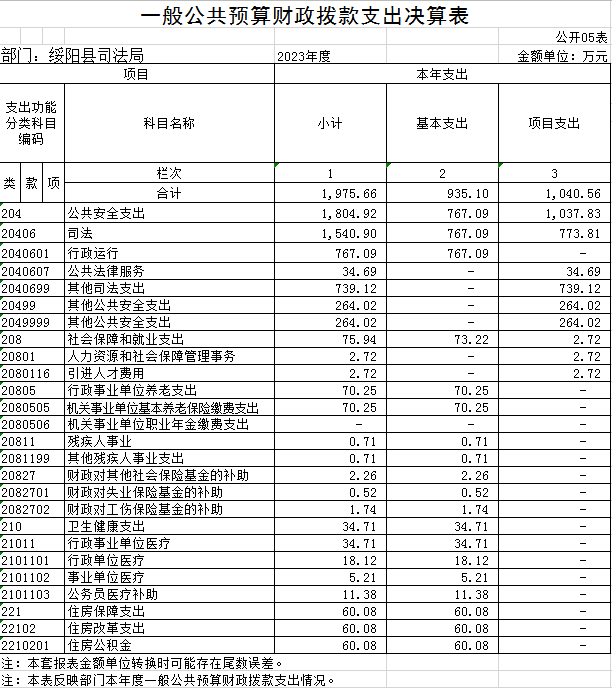 一般公共预算财政拨款支出决算表
公开05表
部门：绥阳县司法局 2023年度 金额单位：万元
项目 本年支出
支出功能分类科目编码 科目名称 小计 基本支出 项目支出
类 款 项 栏次 1 2 3
合计 1,975.66 935.10 1,040.56
204 公共安全支出 1,804.92 767.09 1,037.83
20406 司法 1,540.90 767.09 773.81
2040601 行政运行 767.09 767.09 -
2040607 公共法律服务 34.69 - 34.69
2040699 其他司法支出 739.12 - 739.12
20499 其他公共安全支出 264.02 - 264.02
2049999 其他公共安全支出 264.02 - 264.02
208 社会保障和就业支出 75.94 73.22 2.72
20801 人力资源和社会保障管理事务 2.72 - 2.72
2080116 引进人才费用 2.72 - 2.72
20805 行政事业单位养老支出 70.25 70.25 -
2080505 机关事业单位基本养老保险缴费支出 70.25 70.25 -
2080506 机关事业单位职业年金缴费支出 - - -
20811 残疾人事业 0.71 0.71 -
2081199 其他残疾人事业支出 0.71 0.71 -
20827 财政对其他社会保险基金的补助 2.26 2.26 -
2082701 财政对失业保险基金的补助 0.52 0.52 -
2082702 财政对工伤保险基金的补助 1.74 1.74 -
210 卫生健康支出 34.71 34.71 -
21011 行政事业单位医疗 34.71 34.71 -
2101101 行政单位医疗 18.12 18.12 -
2101102 事业单位医疗 5.21 5.21 -
2101103 公务员医疗补助 11.38 11.38 -
221 住房保障支出 60.08 60.08 -
22102 住房改革支出 60.08 60.08 -
2210201 住房公积金 60.08 60.08 -
注：本套报表金额单位转换时可能存在尾数误差。
注：本表反映部门本年度一般公共预算财政拨款支出情况。